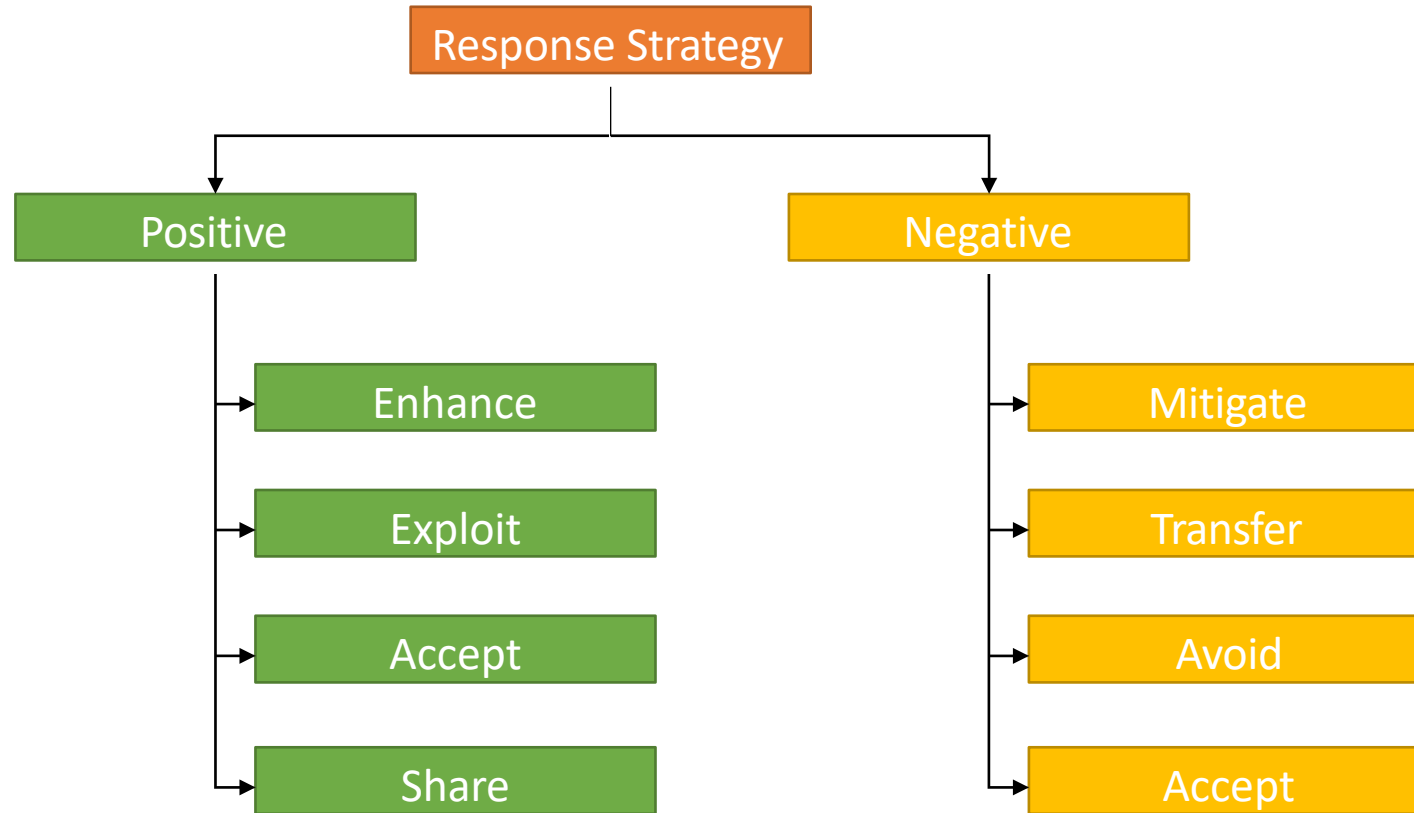 Response Strategy
Positive
Negative
Enhance
Mitigate
Exploit
Transfer
Accept
Avoid
Share
Accept